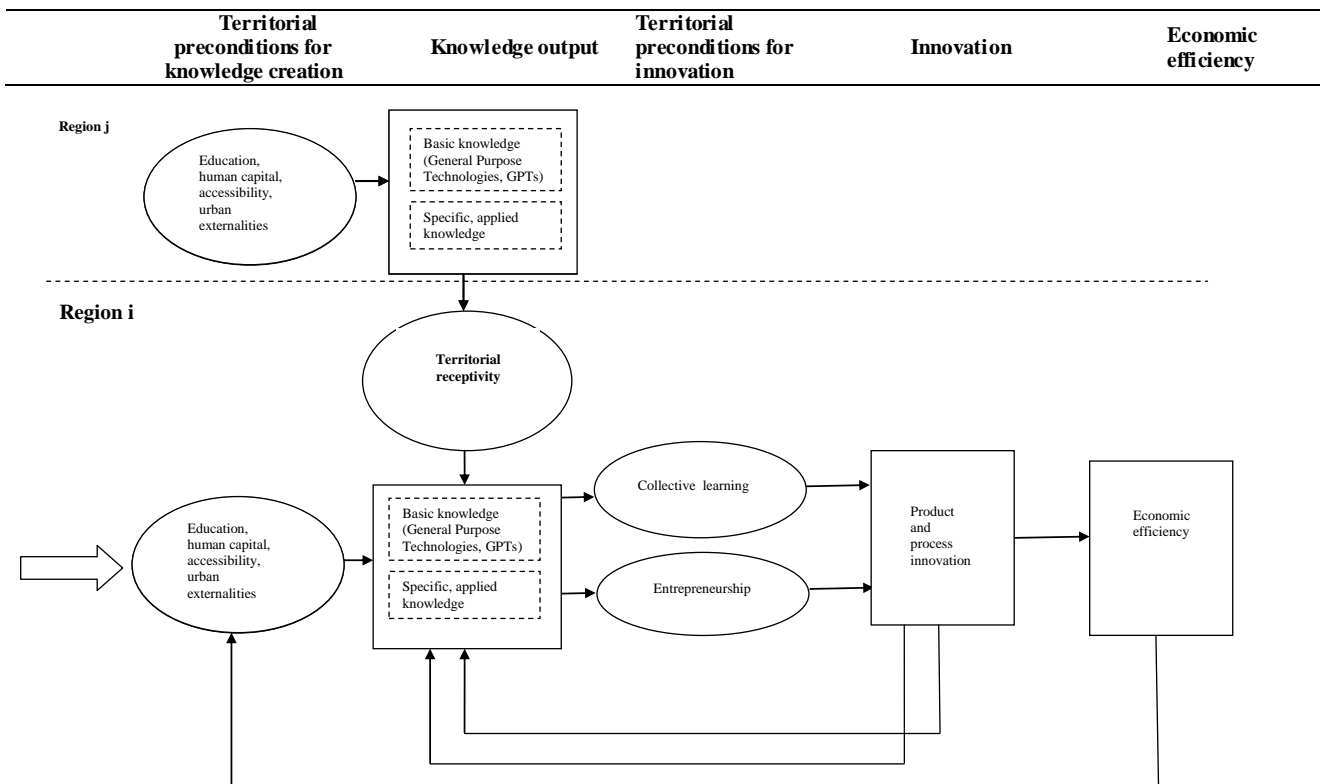 Territorial
preconditions for
knowledge creation
Knowledge output
Territorial
preconditions for
innovation
Innovation
Economic
efficiency
Region j
Education,
human capital,
accessibility,
urban
externalities
Basic knowledge
(General Purpose
Technologies, GPTs)
Specific, applied
knowledge
Region i
Territorial
receptivity
Education,
human capital,
accessibility,
urban
externalities
Basic knowledge
(General Purpose
Technologies, GPTs)
Specific, applied
knowledge
Collective learning
Entrepreneurship
Product
and
process
innovation
Economic
efficiency